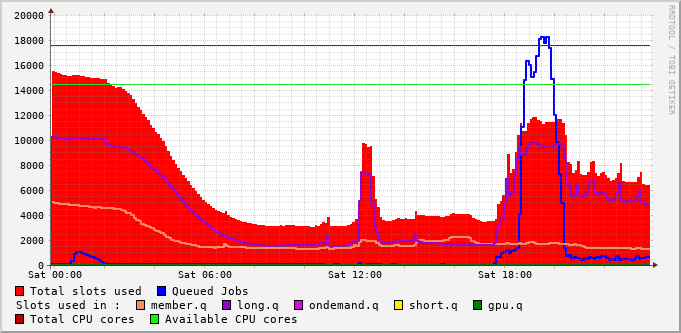 RRDTOOL / TOBI OETIKER
20000
18000
16000
14000
12000
10000
8000
6000
4000
2000
0
Sat 00:00 Sat 06:00 Sat 12:00 Sat 18:00
Total slots used Queued Jobs
Slots used in : member.q long.q ondemand.q short.q gpu.q
Total CPU cores Available CPU cores